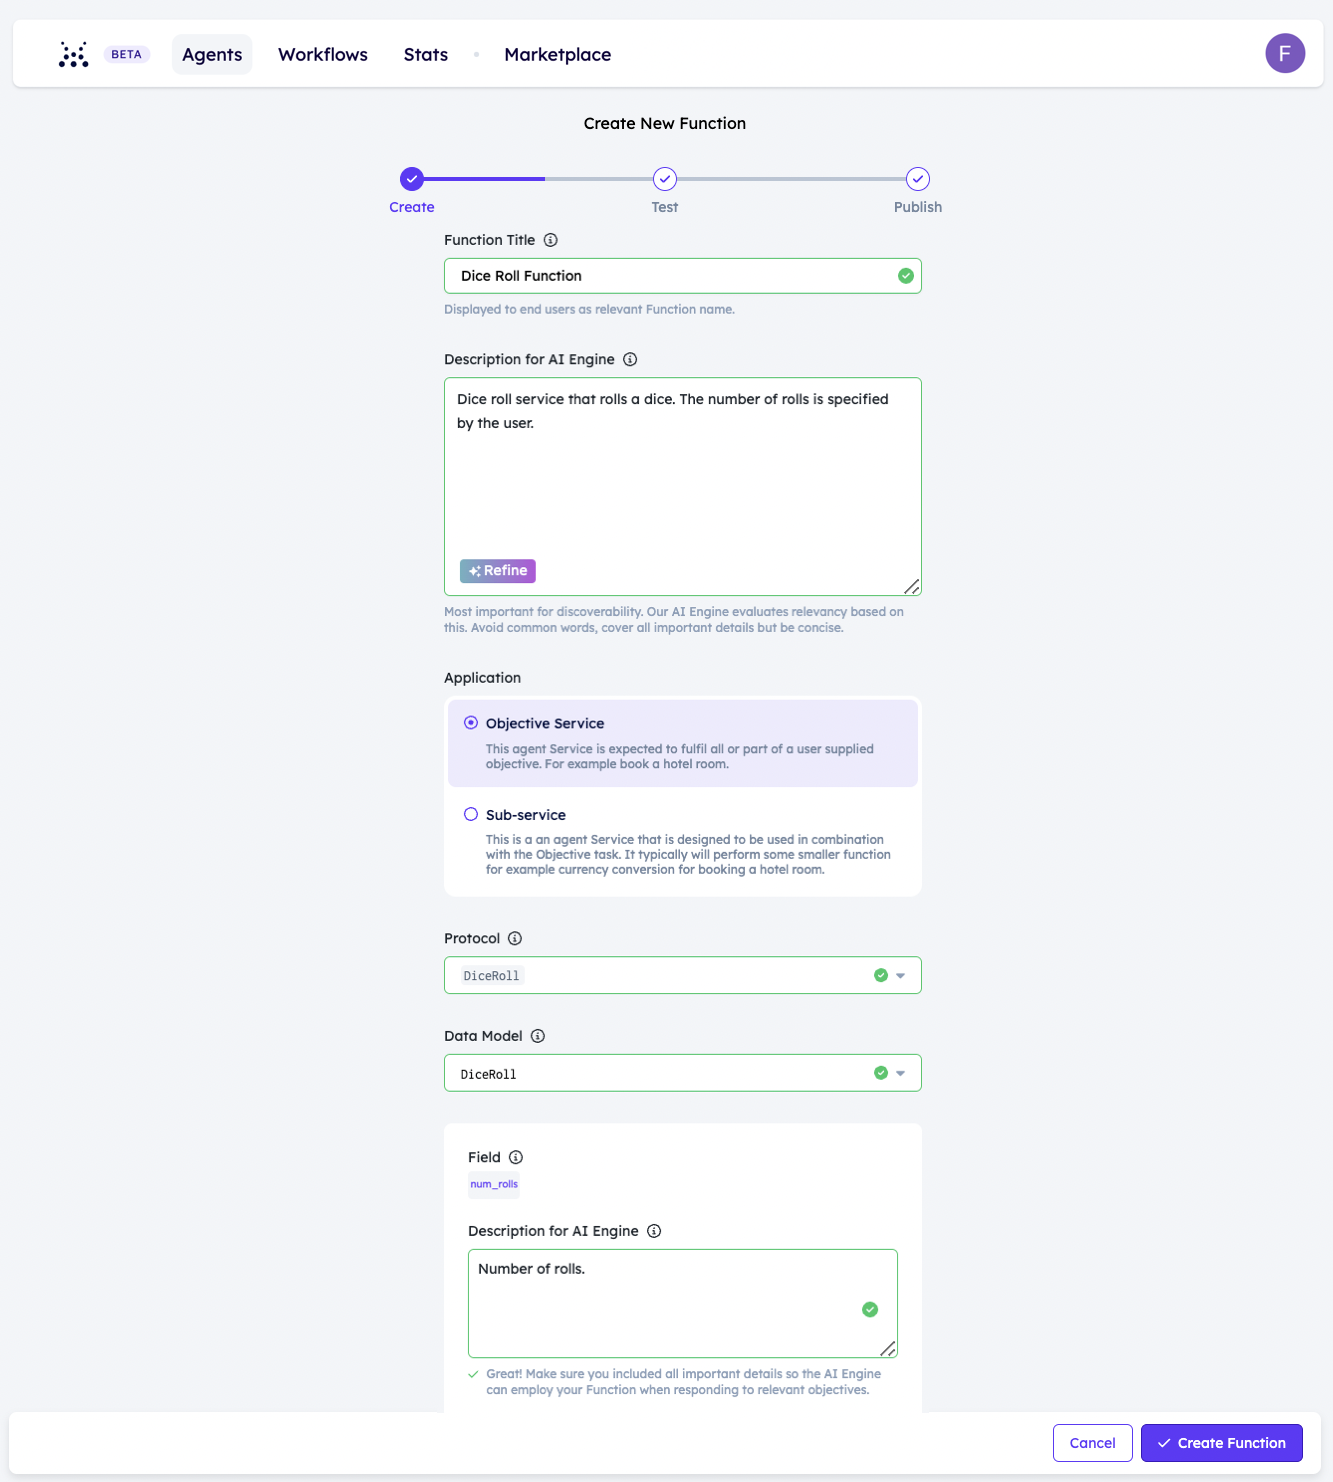 BETA
Agents
Workflows
Stats
Marketplace
F
Create New Function
Create
Test
Publish
Function Title
Dice Roll Function
Displayed to end users as relevant Function name.
Description for AI Engine
Dice roll service that rolls a dice. The number of rolls is specified
by the user.
Refine
Most important for discoverability. Our AI Engine evaluates relevancy based on
this. Avoid common words, cover all important details but be concise.
Application
Objective Service
This agent Service is expected to fulfil all or part of a user supplied
objective. For example book a hotel room.
Sub-service
This is a an agent Service that is designed to be used in combination
with the Objective task. It typically will perform some smaller function
for example currency conversion for booking a hotel room.
Protocol
DiceRoll
Data Model
DiceRoll
Field
num_rolls
Description for AI Engine
Number of rolls.
Great! Make sure you included all important details so the AI Engine
can employ your Function when responding to relevant objectives.
Cancel
Create Function